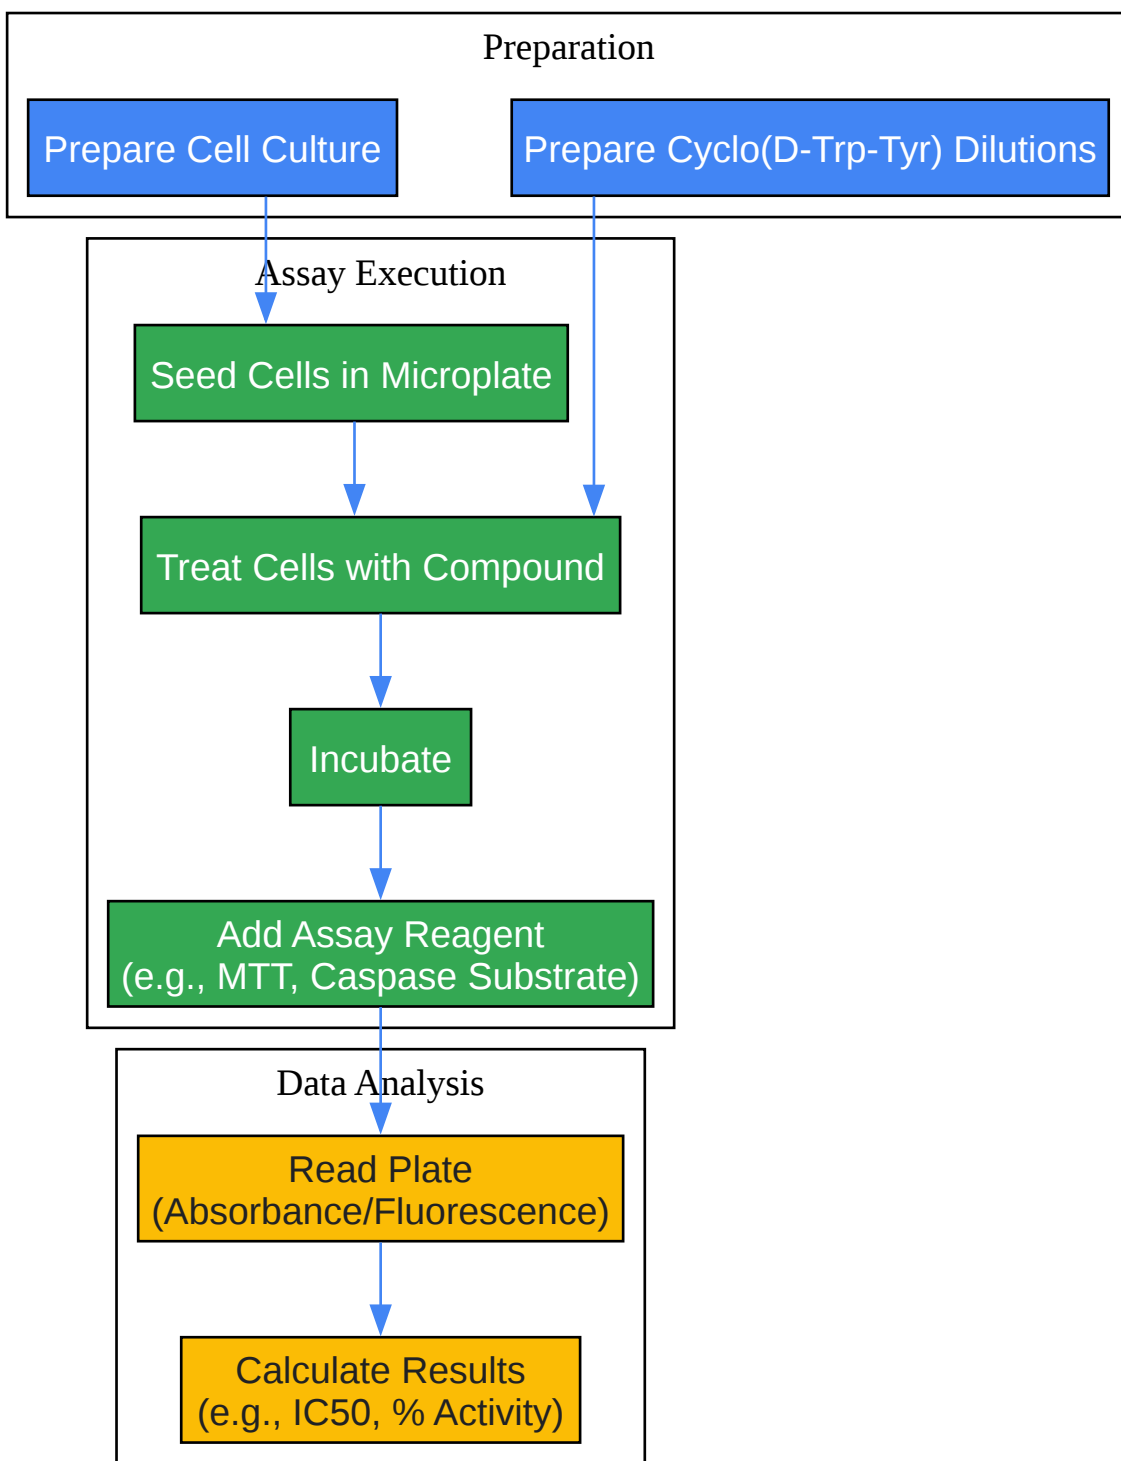 Preparation
Prepare Cell Culture
Prepare Cyclo(D-Trp-Tyr) Dilutions
Assay Execution
Seed Cells in Microplate
Treat Cells with Compound
Incubate
Add Assay Reagent
(e.g., MTT, Caspase Substrate)
Data Analysis
Read Plate
(Absorbance/Fluorescence)
Calculate Results
(e.g., IC50, % Activity)